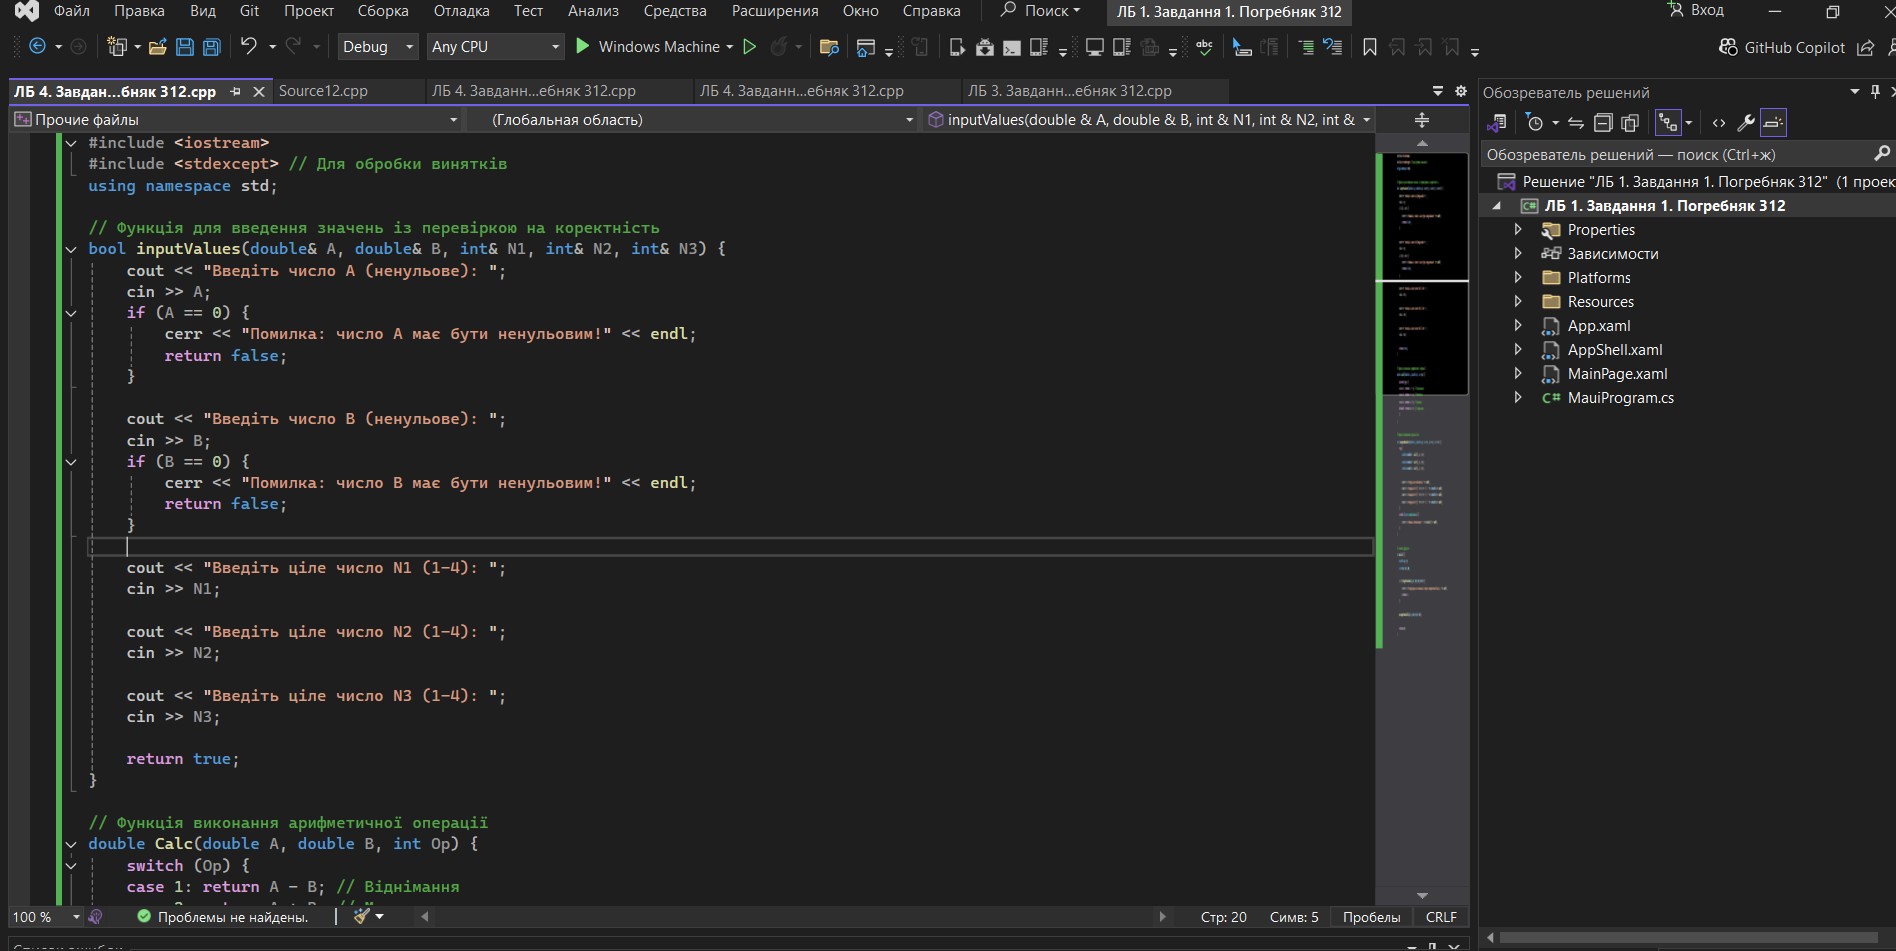 Файл Правка Вид Git Проект Сборка Отладка Тест Анализ Средства Расширения Окно Справка Поиск ЛБ 1. Завдання 1. Погребняк 312 Вход
Debug Any CPU Windows Machine abc GitHub Copilot
ЛБ 4. Завдан...бняк 312.cpp Source12.cpp ЛБ 4. Завданн...ебняк 312.cpp ЛБ 4. Завданн...ебняк 312.cpp ЛБ 3. Завданн...ебняк 312.cpp
Прочие файлы (Глобальная область) inputValues(double & A, double & B, int & N1, int & N2, int &
#include <iostream>
#include <stdexcept> // Для обробки винятків
using namespace std;
// Функція для введення значень із перевіркою на коректність
bool inputValues(double& A, double& B, int& N1, int& N2, int& N3) {
cout << "Введіть число A (ненульове): ";
cin >> A;
if (A == 0) {
cerr << "Помилка: число A має бути ненульовим!" << endl;
return false;
}
cout << "Введіть число B (ненульове): ";
cin >> B;
if (B == 0) {
cerr << "Помилка: число B має бути ненульовим!" << endl;
return false;
}
cout << "Введіть ціле число N1 (1-4): ";
cin >> N1;
cout << "Введіть ціле число N2 (1-4): ";
cin >> N2;
cout << "Введіть ціле число N3 (1-4): ";
cin >> N3;
return true;
}
// Функція виконання арифметичної операції
double Calc(double A, double B, int Op) {
switch (Op) {
case 1: return A - B; // Віднімання
100 % Проблемы не найдены. Стр: 20 Симв: 5 Пробелы CRLF
Обозреватель решений
Обозреватель решений — поиск (Ctrl+ж)
Решение "ЛБ 1. Завдання 1. Погребняк 312" (1 проек
C# ЛБ 1. Завдання 1. Погребняк 312
Properties
Зависимости
Platforms
Resources
App.xaml
AppShell.xaml
MainPage.xaml
C# MauiProgram.cs